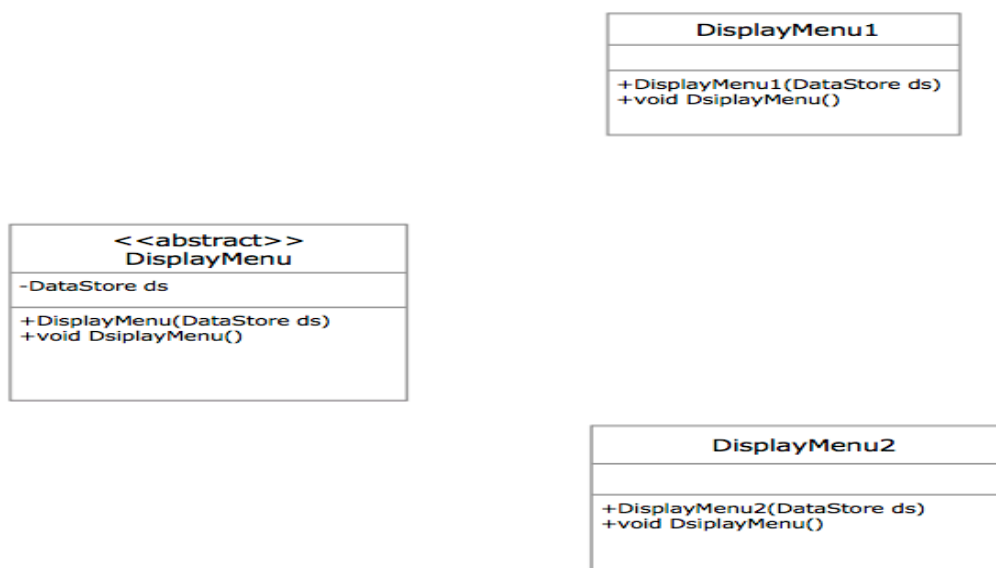 DisplayMenu1
+DisplayMenu1(DataStore ds)
+void DsiplayMenu()
<<abstract>>
DisplayMenu
-DataStore ds
+DisplayMenu(DataStore ds)
+void DsiplayMenu()
DisplayMenu2
+DisplayMenu2(DataStore ds)
+void DsiplayMenu()